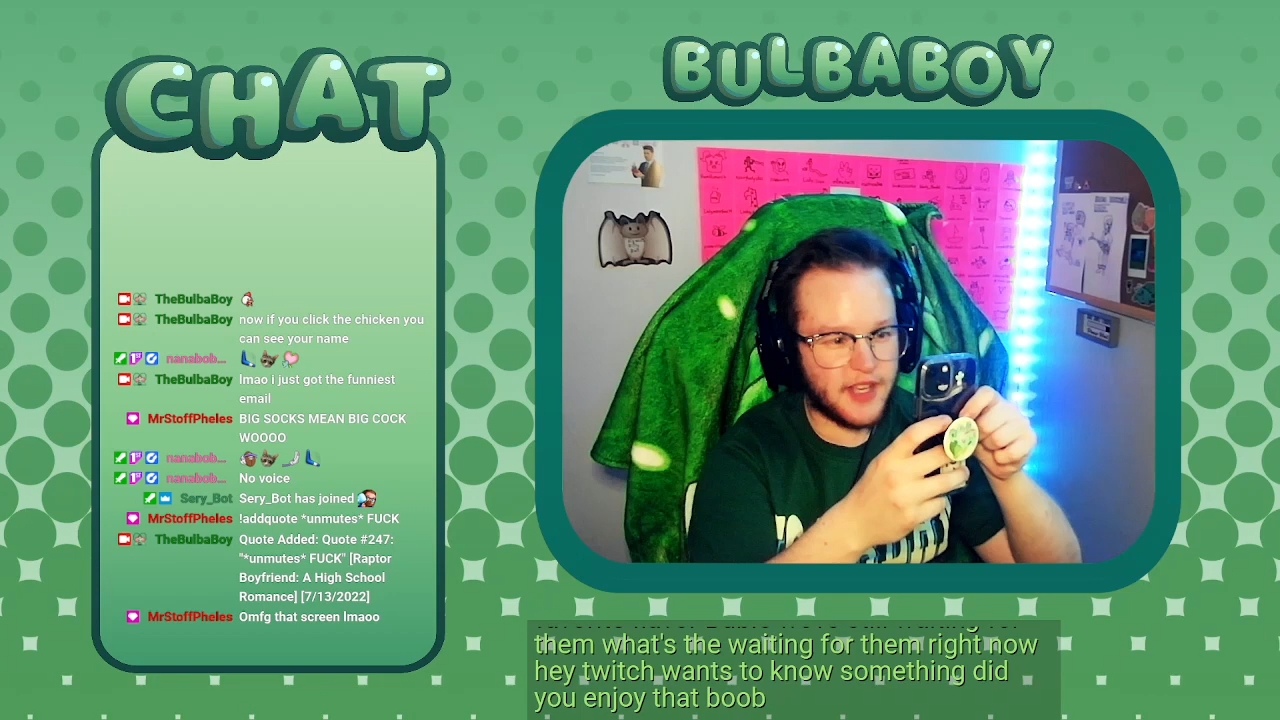 CHAT
BULBABOY
TheBulbaBoy
TheBulbaBoy now if you click the chicken you
can see your name
nanabob...
TheBulbaBoy lmao i just got the funniest
email
MrStoffPheles BIG SOCKS MEAN BIG COCK
WOOOO
nanabob...
nanabob... No voice
Sery_Bot Sery_Bot has joined
MrStoffPheles !addquote *unmutes* FUCK
TheBulbaBoy Quote Added: Quote #247:
"*unmutes* FUCK" [Raptor
Boyfriend: A High School
Romance] [7/13/2022]
MrStoffPheles Omfg that screen lmaoo
them what's the waiting for them right now
hey twitch wants to know something did
you enjoy that boob